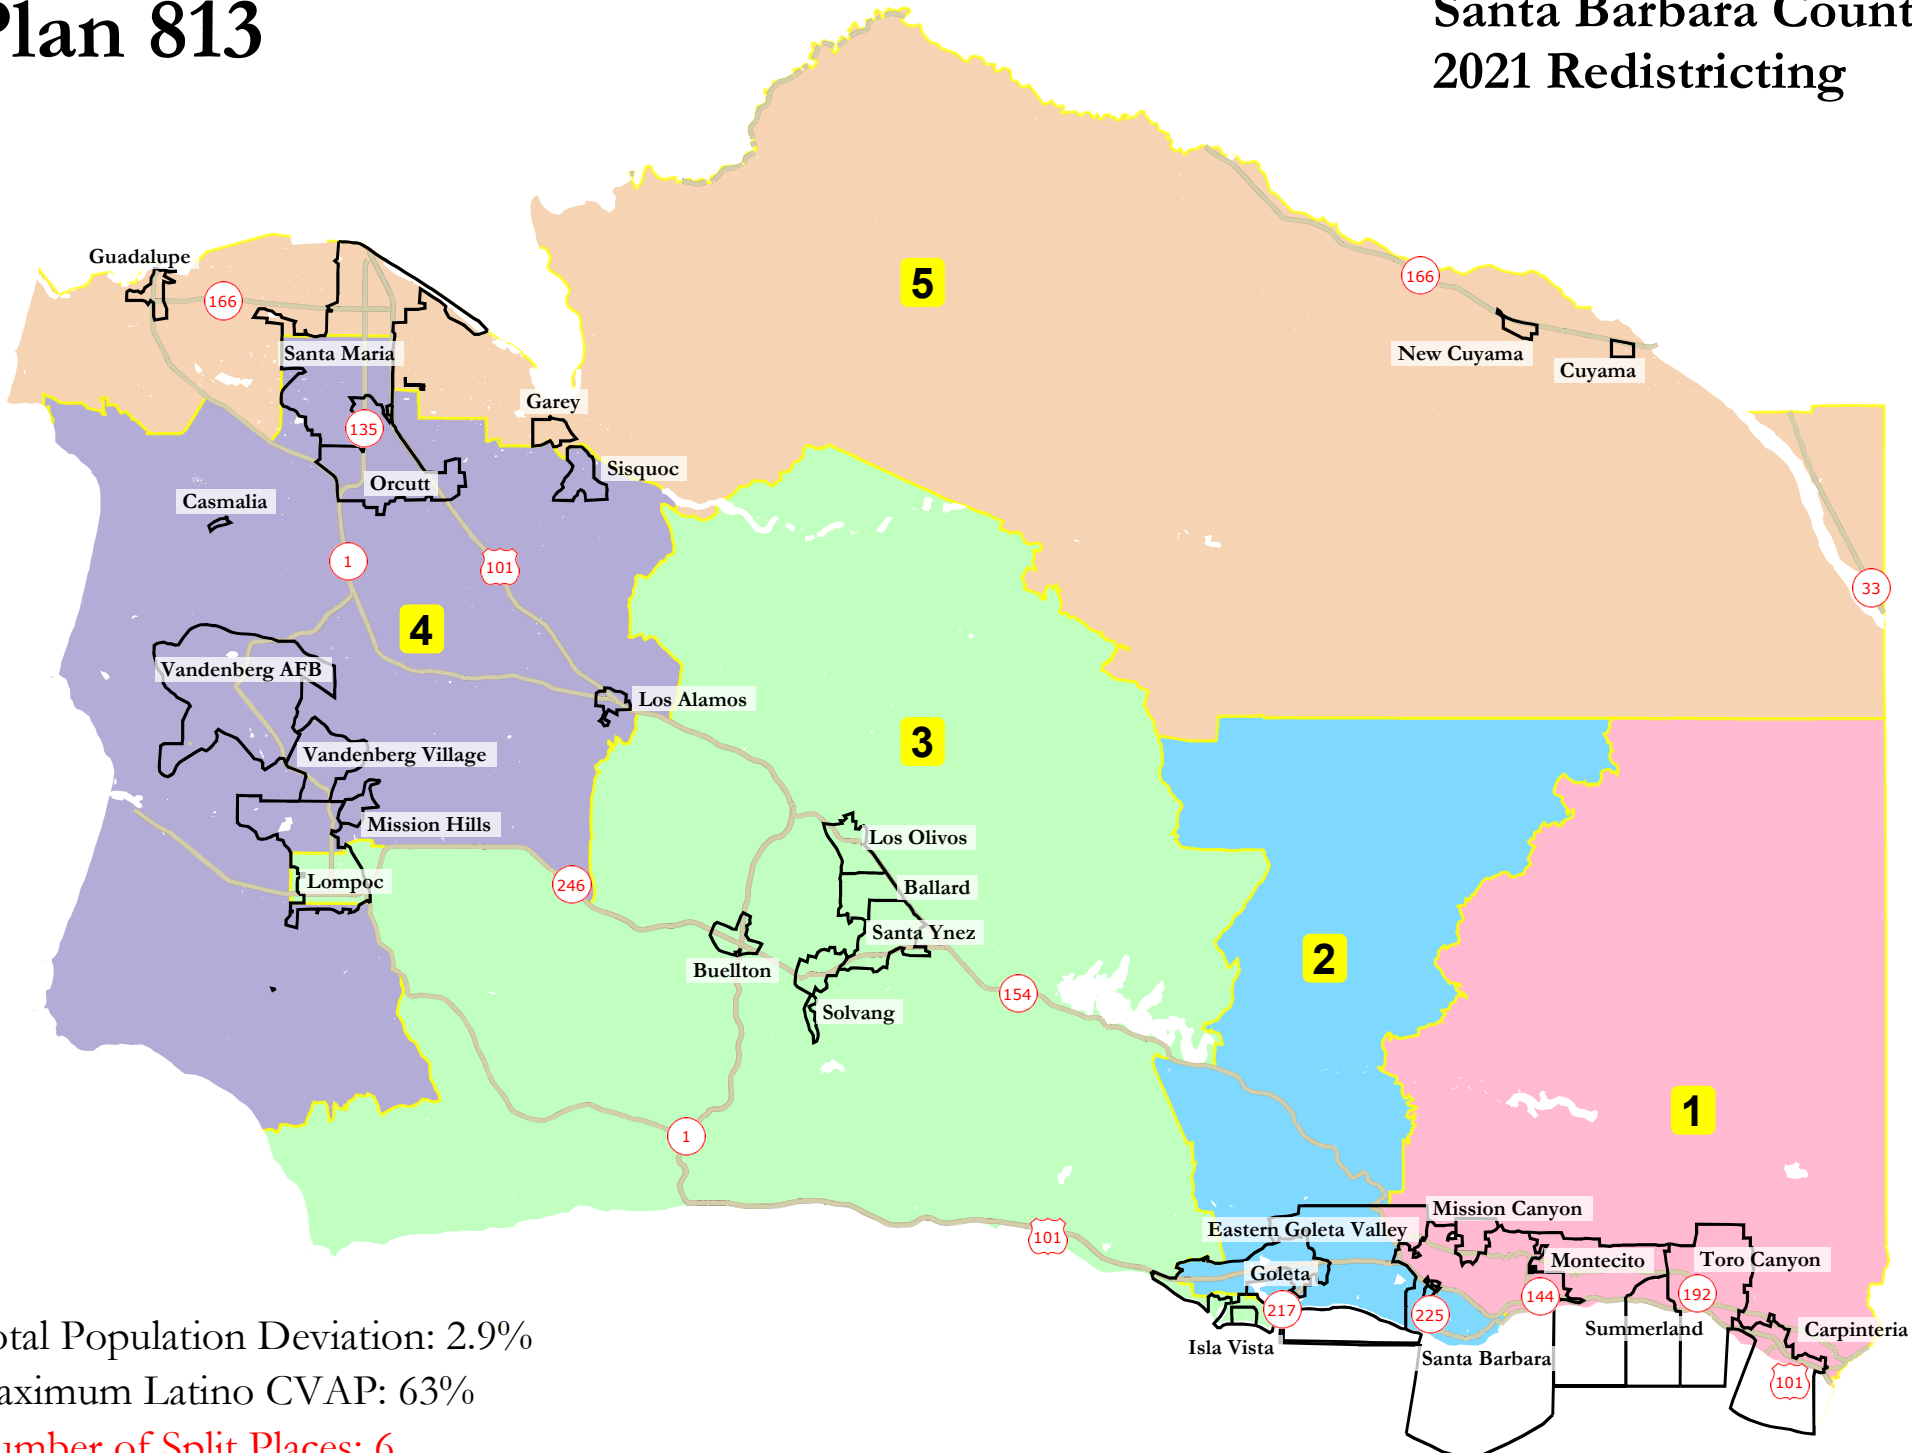 Plan 813
Santa Barbara Count
2021 Redistricting
Guadalupe
166
5
166
Santa Maria
New Cuyama
Cuyama
Garey
135
Sisquoc
Orcutt
Casmalia
1
101
33
4
Vandenberg AFB
Los Alamos
3
Vandenberg Village
Mission Hills
Los Olivos
Lompoc
246
Ballard
Santa Ynez
2
Buellton
154
Solvang
1
1
Mission Canyon
Eastern Goleta Valley
101
Montecito
Toro Canyon
Goleta
144
192
217
225
Summerland
Carpinteria
Isla Vista
Santa Barbara
101
otal Population Deviation: 2.9%
aximum Latino CVAP: 63%
umber of Split Places: 6